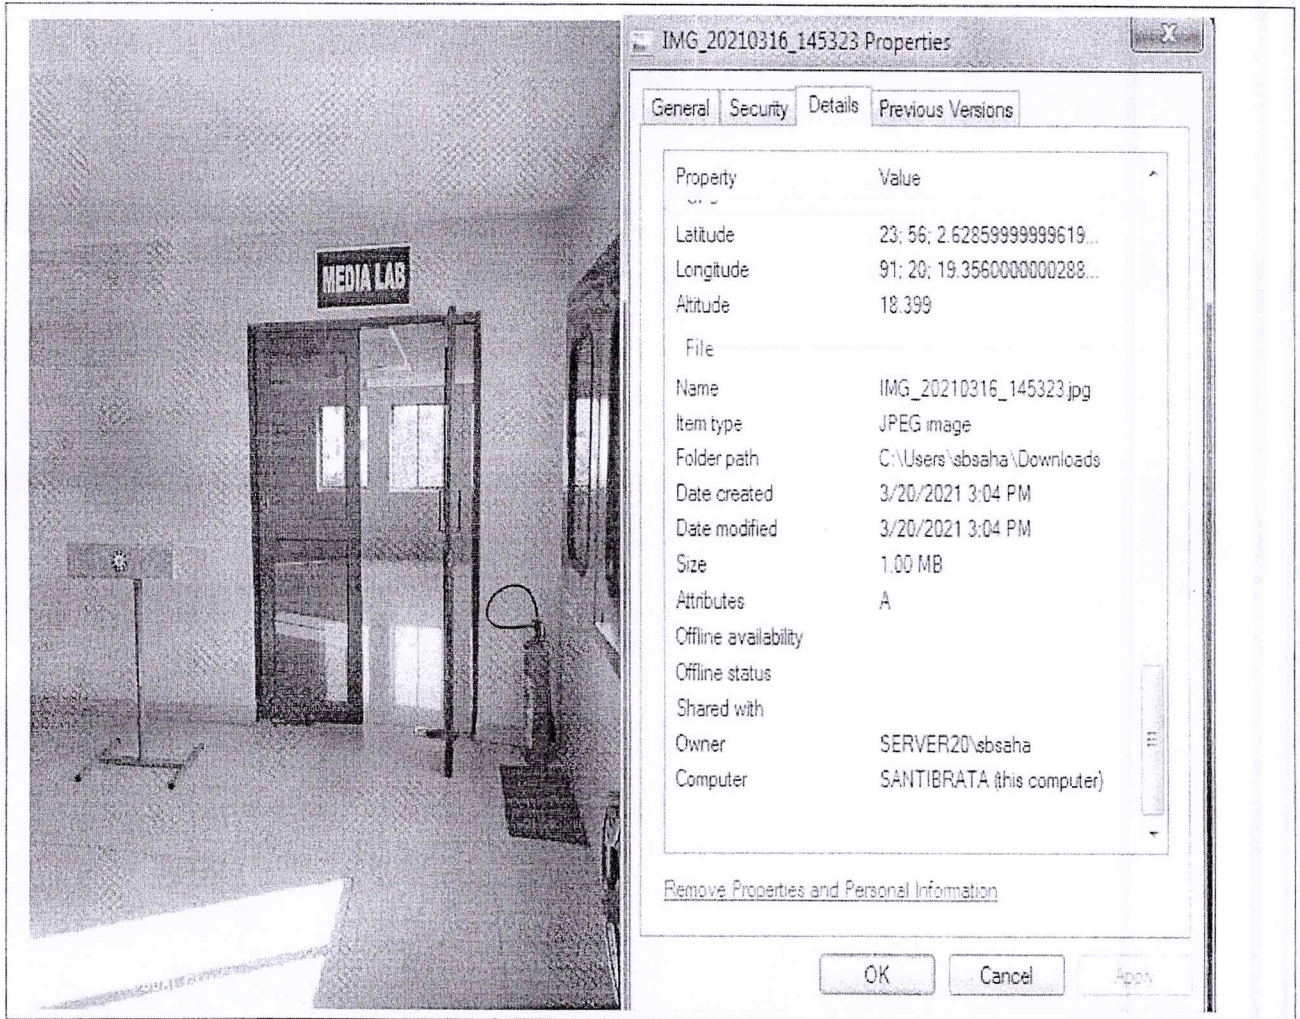 MEDIA LAB
IMG_20210316_145323 Properties
X
General Security Details Previous Versions
Property Value
Latitude 23; 56; 2.62859999999619...
Longitude 91; 20; 19.3560000000288...
Altitude 18.399
File
Name IMG_20210316_145323.jpg
Item type JPEG image
Folder path C:\Users\sbsaha\Downloads
Date created 3/20/2021 3:04 PM
Date modified 3/20/2021 3:04 PM
Size 1.00 MB
Attributes A
Offline availability
Offline status
Shared with
Owner SERVER20\sbsaha
Computer SANTIBRATA (this computer)
Remove Properties and Personal Information
OK Cancel Apply